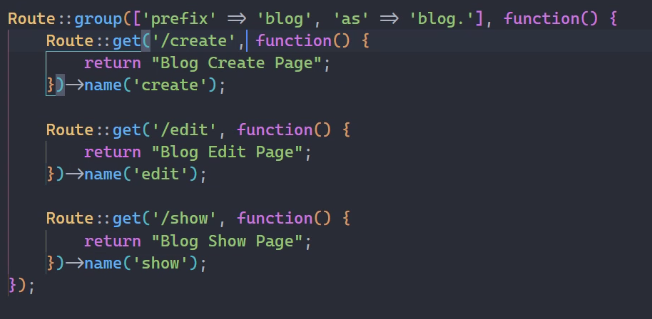 Route::group(['prefix' => 'blog', 'as' => 'blog.'], function() {
    Route::get('/create', function() {
        return "Blog Create Page";
    })->name('create');

    Route::get('/edit', function() {
        return "Blog Edit Page";
    })->name('edit');

    Route::get('/show', function() {
        return "Blog Show Page";
    })->name('show');
});